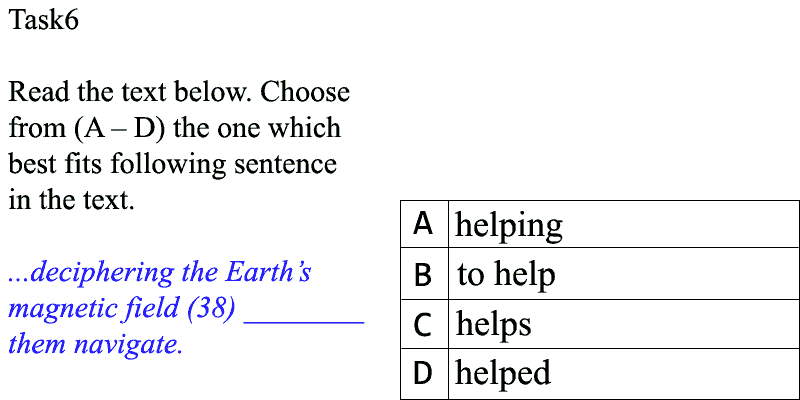 Task6
Read the text below. Choose
from (A – D) the one which
best fits following sentence
in the text.
...deciphering the Earth’s
magnetic field (38) ________
them navigate.
A helping
B to help
C helps
D helped